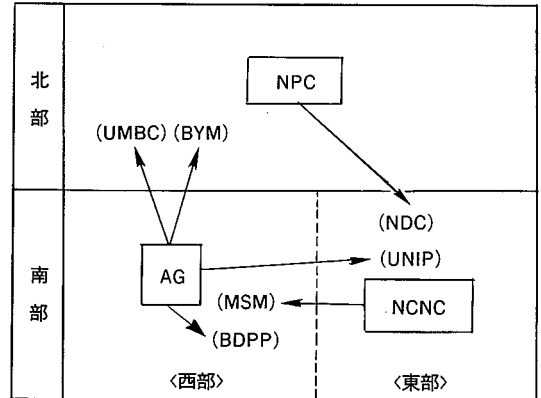 北部
NPC
(UMBC) (BYM)
(NDC)
南部
AG
(UNIP)
(MSM)
NCNC
(BDPP)
〈西部〉
〈東部〉